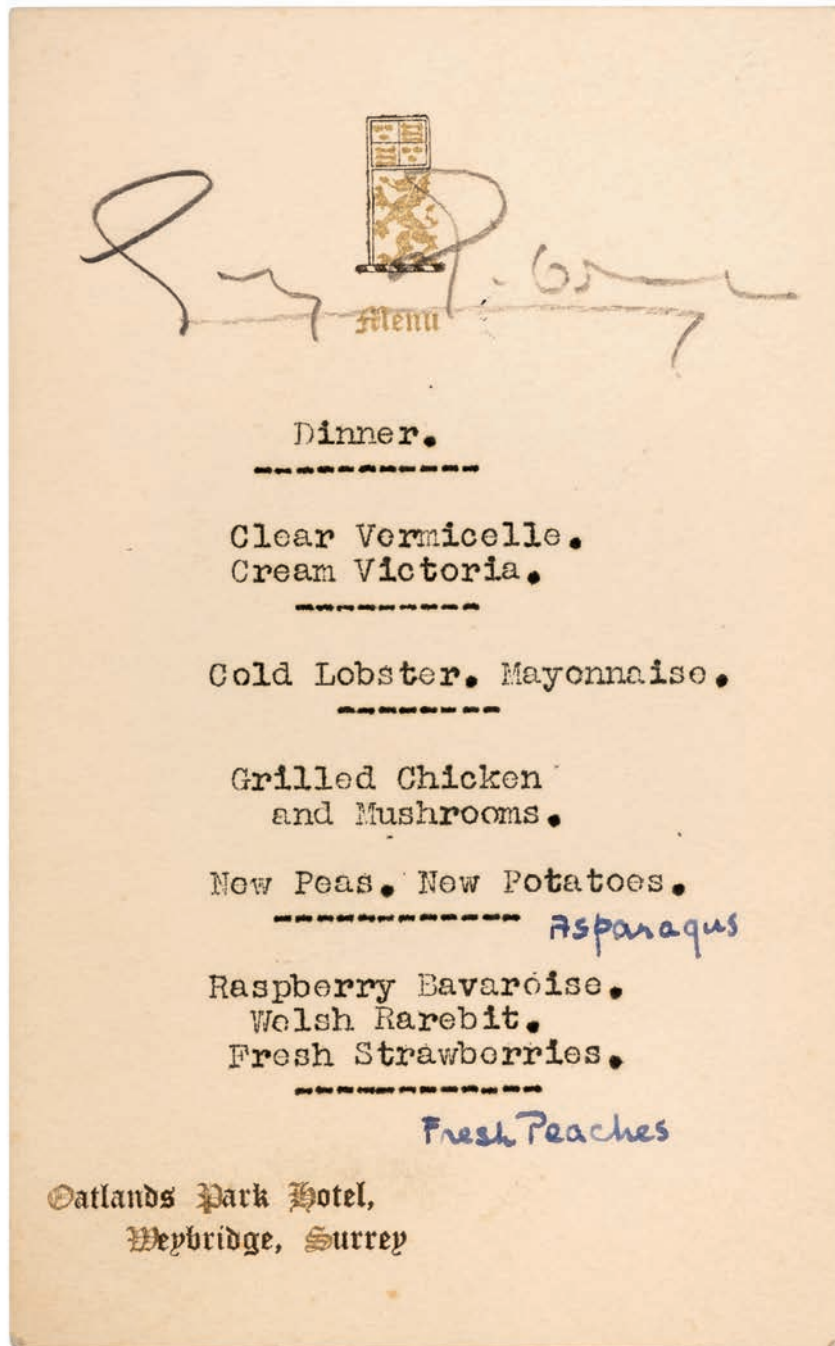 Menu
Dinner.
Clear Vermicelle.
Cream Victoria.
Cold Lobster. Mayonnaise.
Grilled Chicken
and Mushrooms.
New Peas. New Potatoes.
Asparagus
Raspberry Bavaroise.
Welsh Rarebit.
Fresh Strawberries.
Fresh Peaches
Oatlands Park Hotel,
Weybridge, Surrey